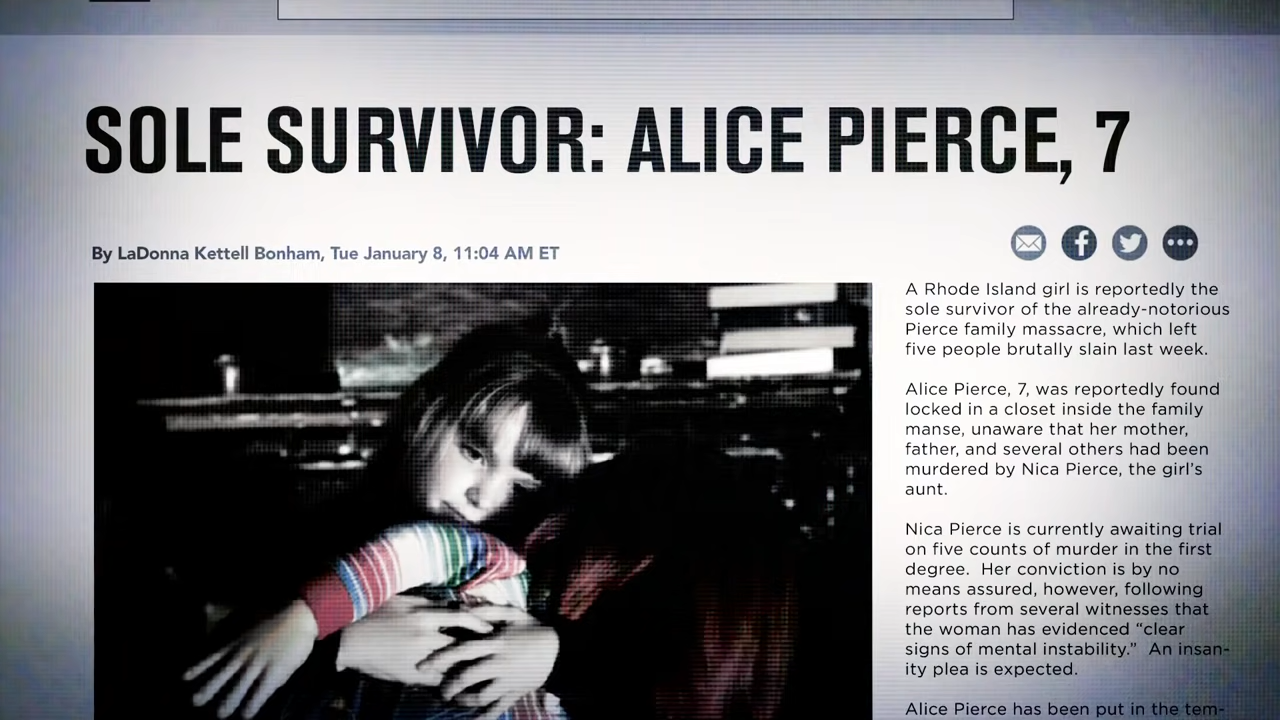 SOLE SURVIVOR: ALICE PIERCE, 7
By LaDonna Kettell Bonham, Tue January 8, 11:04 AM ET
A Rhode Island girl is reportedly the
sole survivor of the already-notorious
Pierce family massacre, which left
five people brutally slain last week.
Alice Pierce, 7, was reportedly found
locked in a closet inside the family
manse, unaware that her mother,
father, and several others had been
murdered by Nica Pierce, the girl's
aunt.
Nica Pierce is currently awaiting trial
on five counts of murder in the first
degree. Her conviction is by no
means assured, however, following
reports from several witnesses that
the woman has evidenced “clear
signs of mental instability.” An insan-
ity plea is expected.
Alice Pierce has been put in the tem-